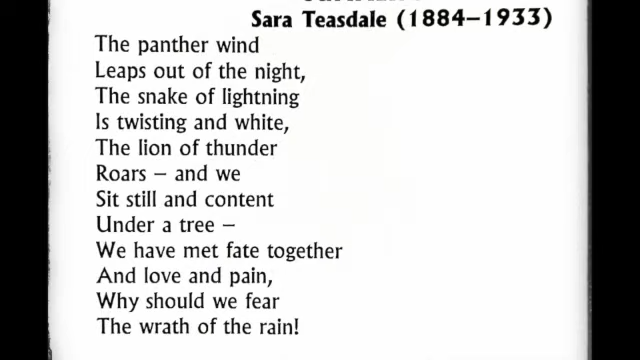 Sara Teasdale (1884–1933)
The panther wind
Leaps out of the night,
The snake of lightning
Is twisting and white,
The lion of thunder
Roars – and we
Sit still and content
Under a tree –
We have met fate together
And love and pain,
Why should we fear
The wrath of the rain!